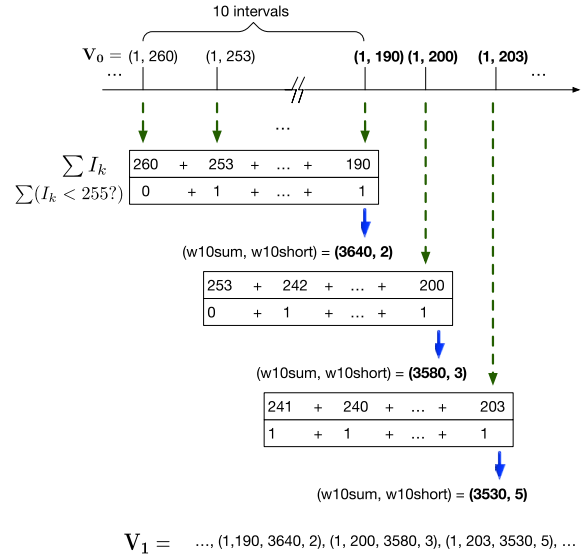 10 intervals
V₀ = (1, 260) (1, 253) (1, 190) (1, 200) (1, 203)
... ...
...
∑ I_k 260 + 253 + ... + 190
∑(I_k < 255?) 0 + 1 + ... + 1
(w10sum, w10short) = (3640, 2)
253 + 242 + ... + 200
0 + 1 + ... + 1
(w10sum, w10short) = (3580, 3)
241 + 240 + ... + 203
1 + 1 + ... + 1
(w10sum, w10short) = (3530, 5)
V₁ = ..., (1,190, 3640, 2), (1, 200, 3580, 3), (1, 203, 3530, 5), ...